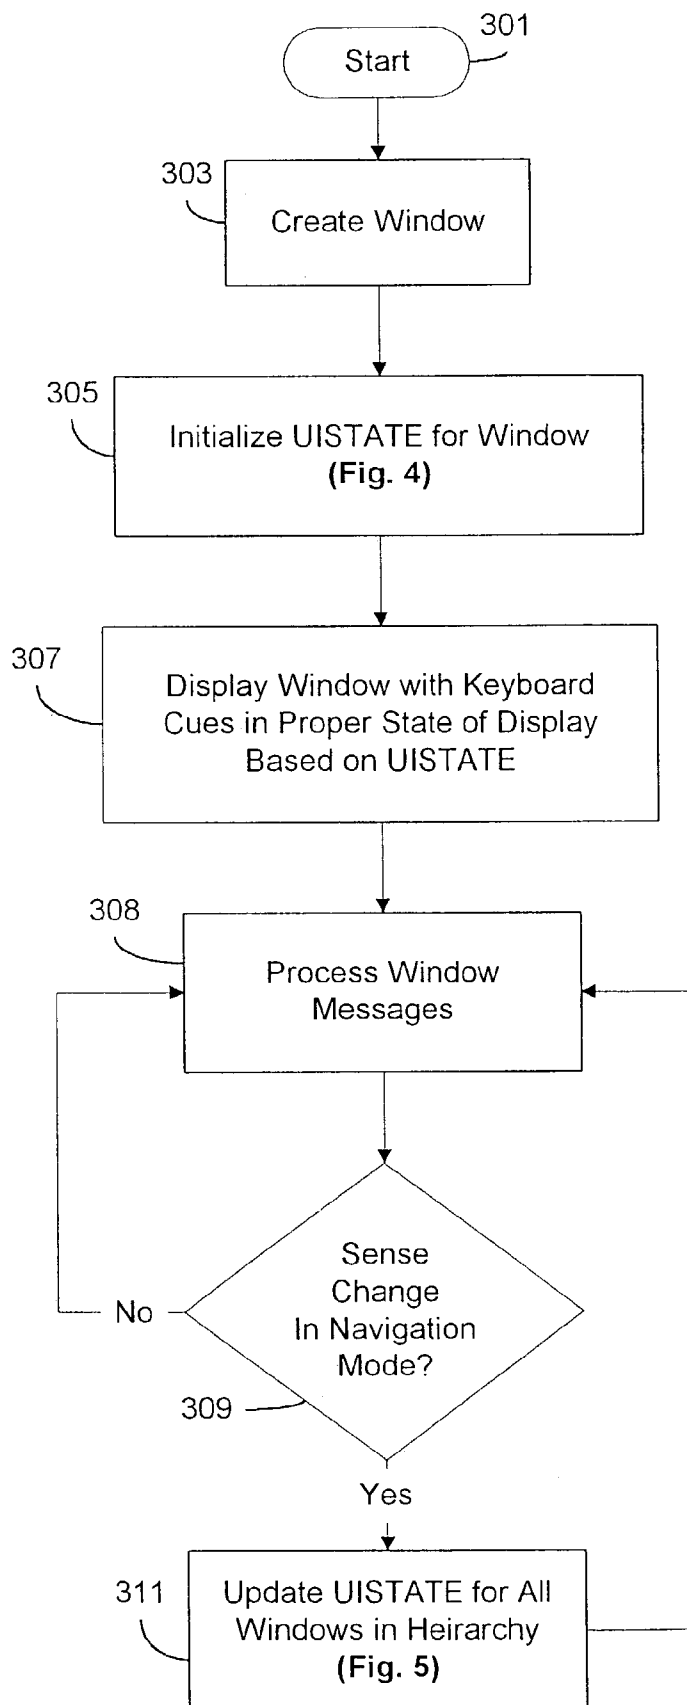 301
Start
303
Create Window
305
Initialize UISTATE for Window
(Fig. 4)
307
Display Window with Keyboard
Cues in Proper State of Display
Based on UISTATE
308
Process Window
Messages
Sense
Change
In Navigation
Mode?
No
309
Yes
311
Update UISTATE for All
Windows in Heirarchy
(Fig. 5)